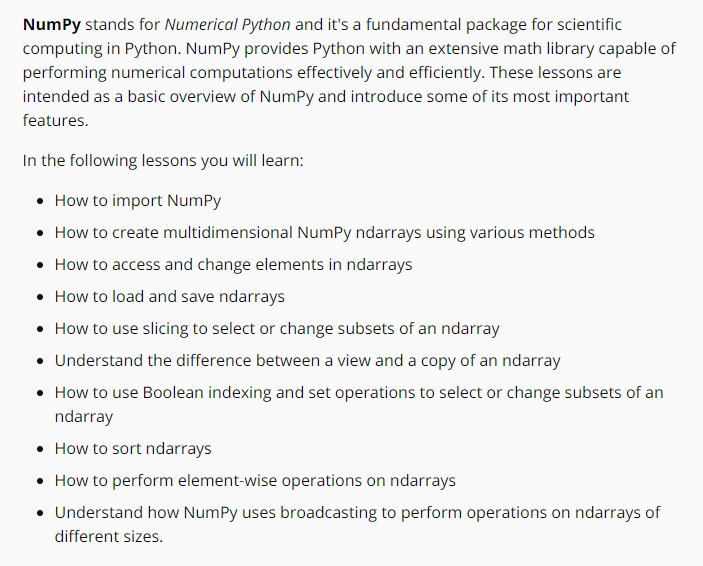 NumPy stands for Numerical Python and it's a fundamental package for scientific
computing in Python. NumPy provides Python with an extensive math library capable of
performing numerical computations effectively and efficiently. These lessons are
intended as a basic overview of NumPy and introduce some of its most important
features.
In the following lessons you will learn:
• How to import NumPy
• How to create multidimensional NumPy ndarrays using various methods
• How to access and change elements in ndarrays
• How to load and save ndarrays
• How to use slicing to select or change subsets of an ndarray
• Understand the difference between a view and a copy of an ndarray
• How to use Boolean indexing and set operations to select or change subsets of an
ndarray
• How to sort ndarrays
• How to perform element-wise operations on ndarrays
• Understand how NumPy uses broadcasting to perform operations on ndarrays of
different sizes.